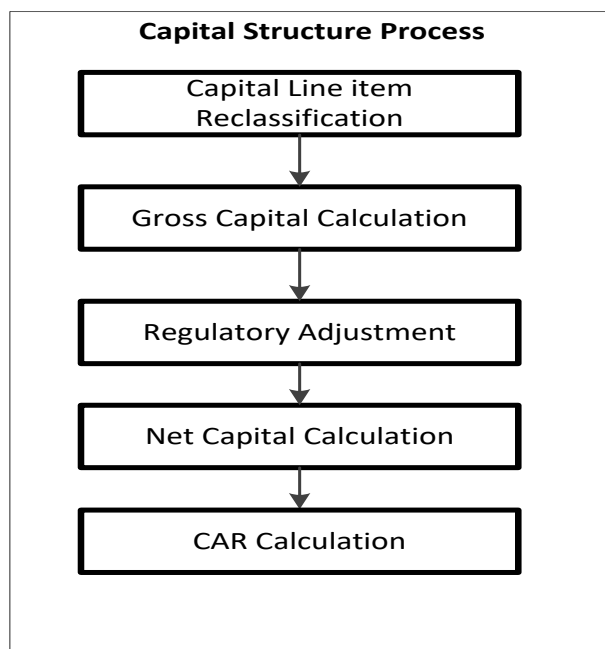 Capital Structure Process
Capital Line item
Reclassification
Gross Capital Calculation
Regulatory Adjustment
Net Capital Calculation
CAR Calculation